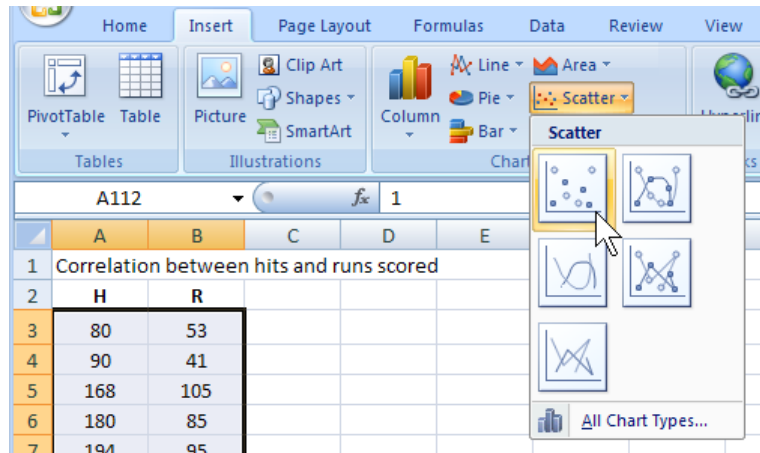 Home Insert Page Layout Formulas Data Review View
PivotTable Table Picture Clip Art Shapes SmartArt Column Line Pie Bar Area Scatter
Tables Illustrations
Scatter
A112 fx 1
A B C D E
1 Correlation between hits and runs scored
2 H R
3 80 53
4 90 41
5 168 105
6 180 85
7 194 95
All Chart Types...